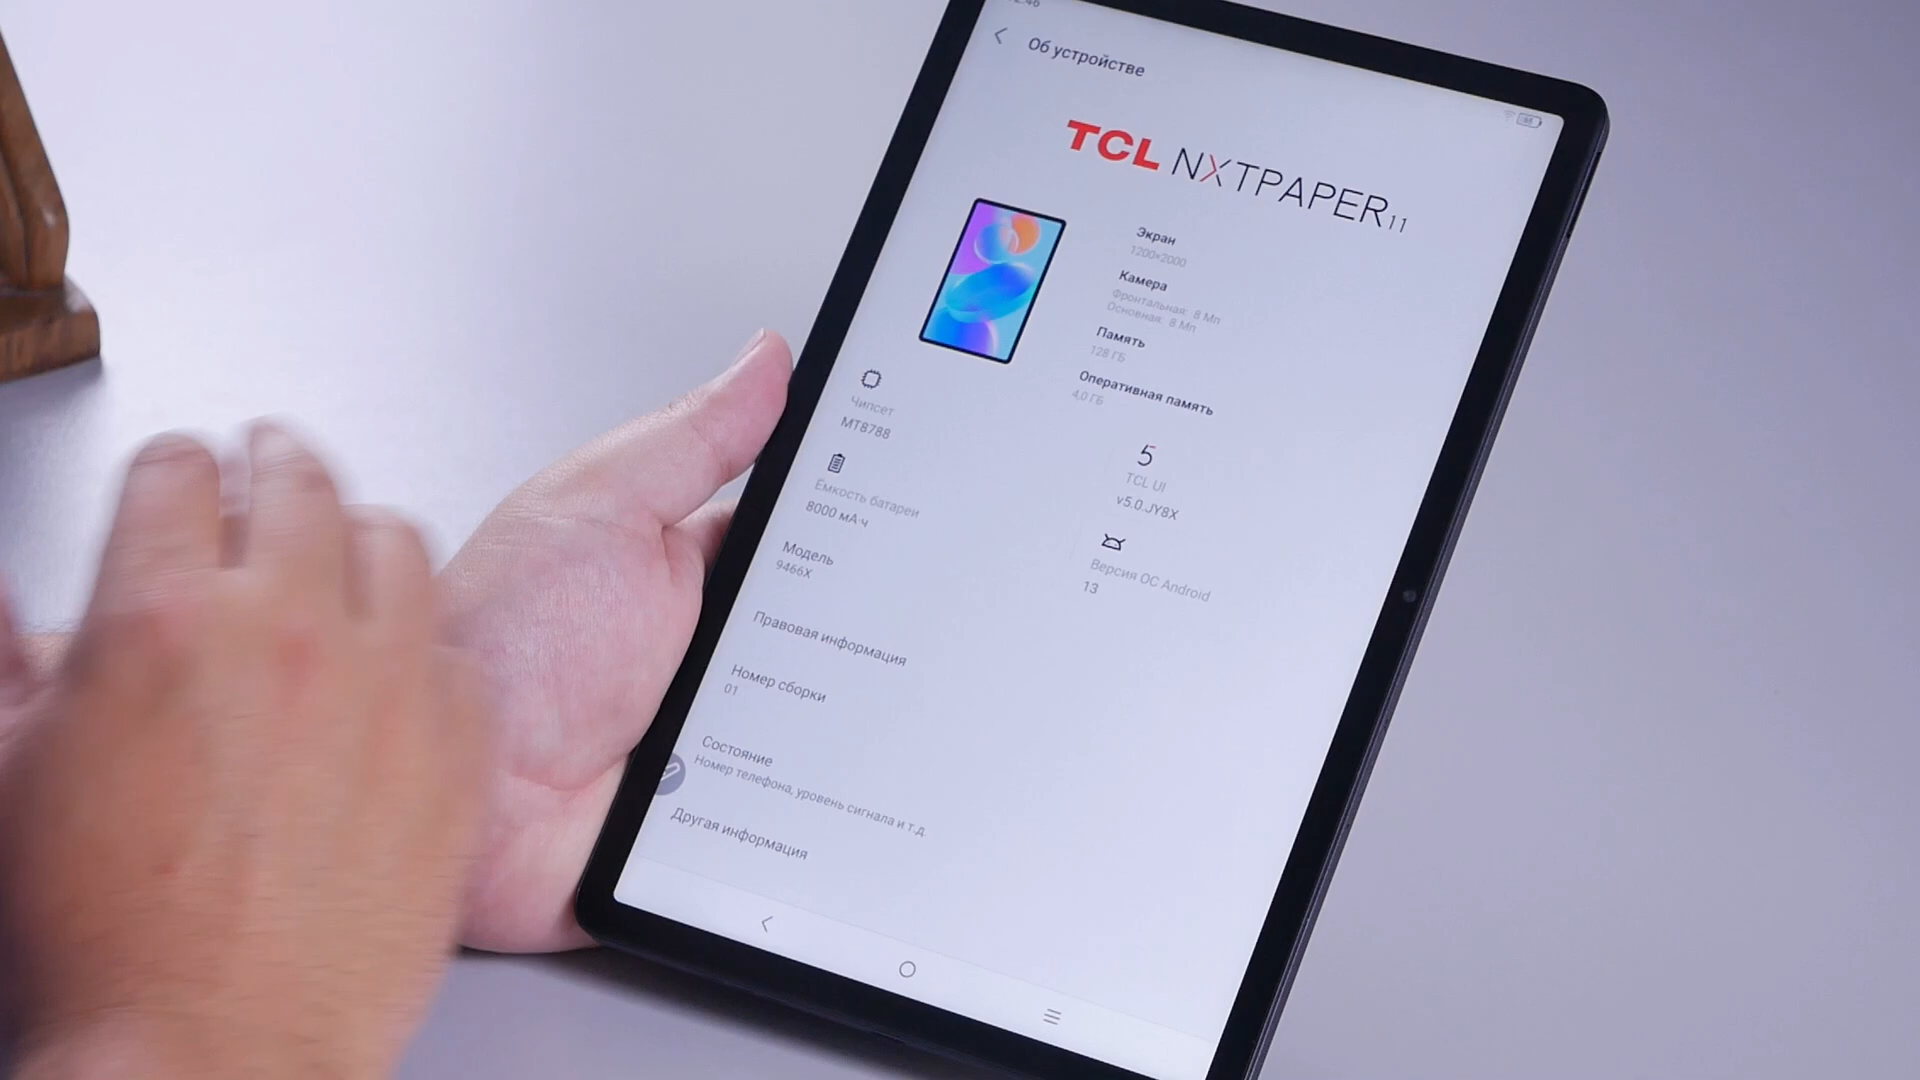 Об устройстве
TCL NXTPAPER 11
Экран
1200×2000
Камера
Фронтальная: 8 Мп
Основная: 8 Мп
Память
128 ГБ
Оперативная память
4,0 ГБ
Чипсет
MT8788
Емкость батареи
8000 мА·ч
Модель
9466X
5
TCL UI
v5.0.JY8X
Версия ОС Android
13
Правовая информация
Номер сборки
01
Состояние
Номер телефона, уровень сигнала и т.д.
Другая информация